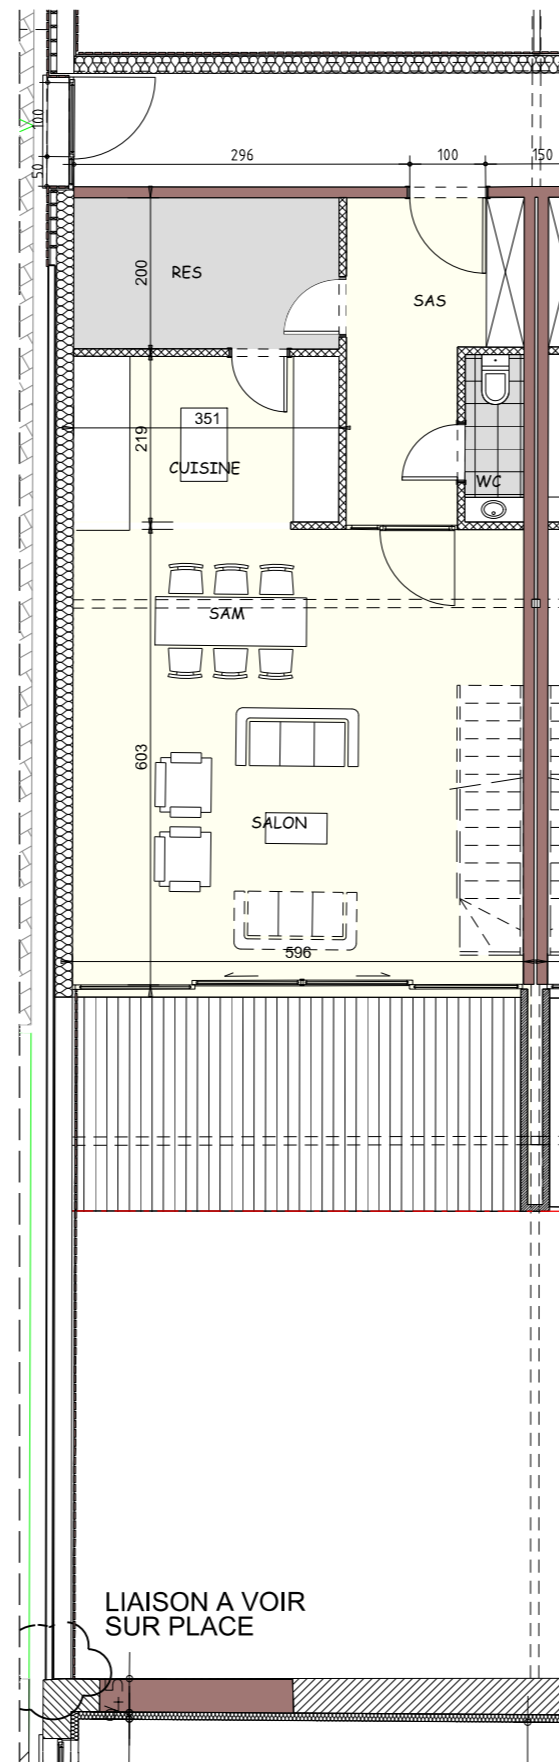 100
50
296
100
150
200
RES
SAS
351
219
CUISINE
WC
SAM
603
SALON
596
LIAISON A VOIR
SUR PLACE